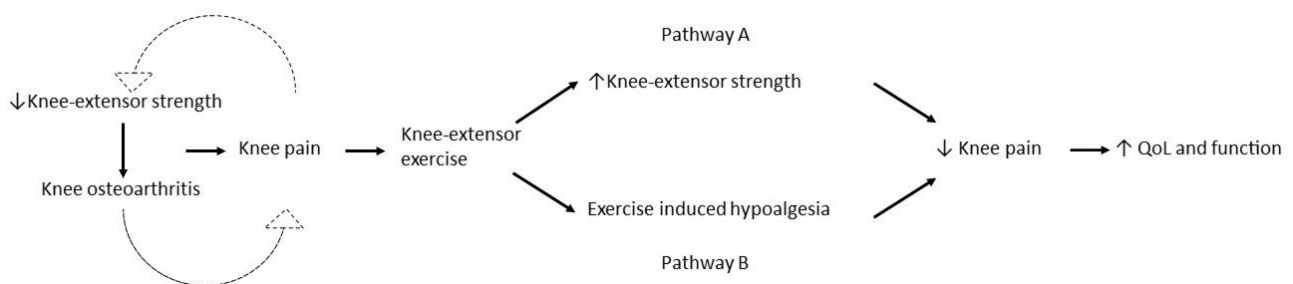 Pathway A
↑Knee-extensor strength
↓Knee-extensor strength
Knee pain
Knee-extensor
exercise
↓ Knee pain
↑ QoL and function
Knee osteoarthritis
Exercise induced hypoalgesia
Pathway B